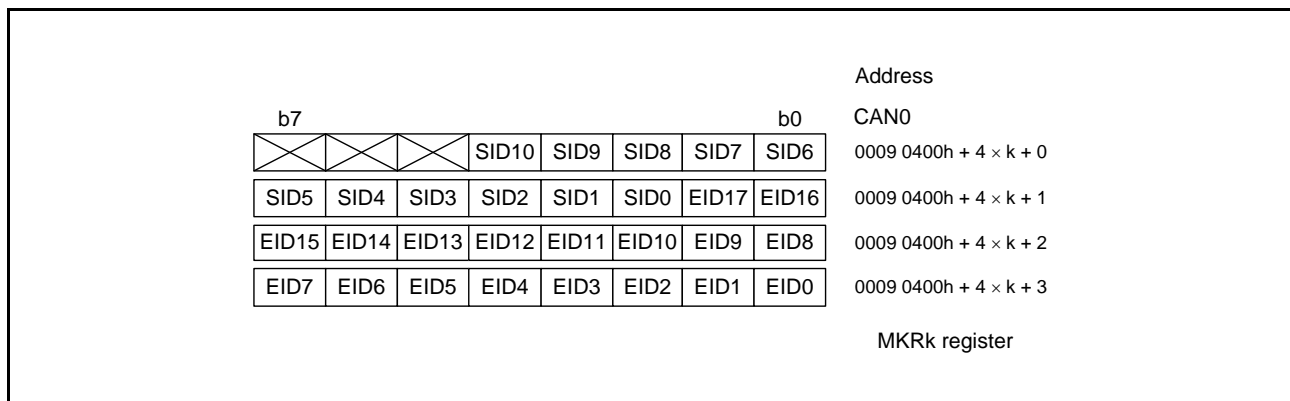 Address
b7 b0 CAN0
SID10 SID9 SID8 SID7 SID6 0009 0400h + 4 × k + 0
SID5 SID4 SID3 SID2 SID1 SID0 EID17 EID16 0009 0400h + 4 × k + 1
EID15 EID14 EID13 EID12 EID11 EID10 EID9 EID8 0009 0400h + 4 × k + 2
EID7 EID6 EID5 EID4 EID3 EID2 EID1 EID0 0009 0400h + 4 × k + 3
MKRk register